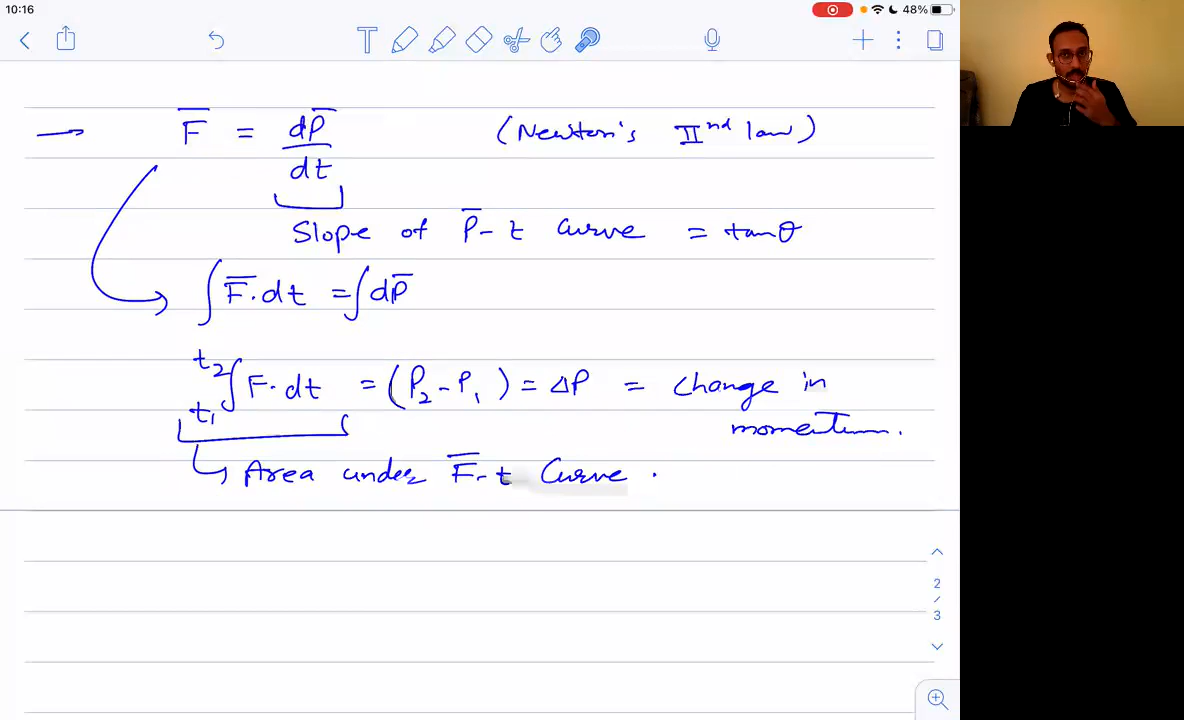 10:16
48%
T
F̅ = dP̅/dt (Newton's IInd law)
Slope of P̅-t Curve = tanθ
∫F̅.dt = ∫dP̅
t₁∫t₂ F.dt = (P₂-P₁) = ΔP = Change in
momentum.
↳ Area under F̅-t Curve.
2
/
3